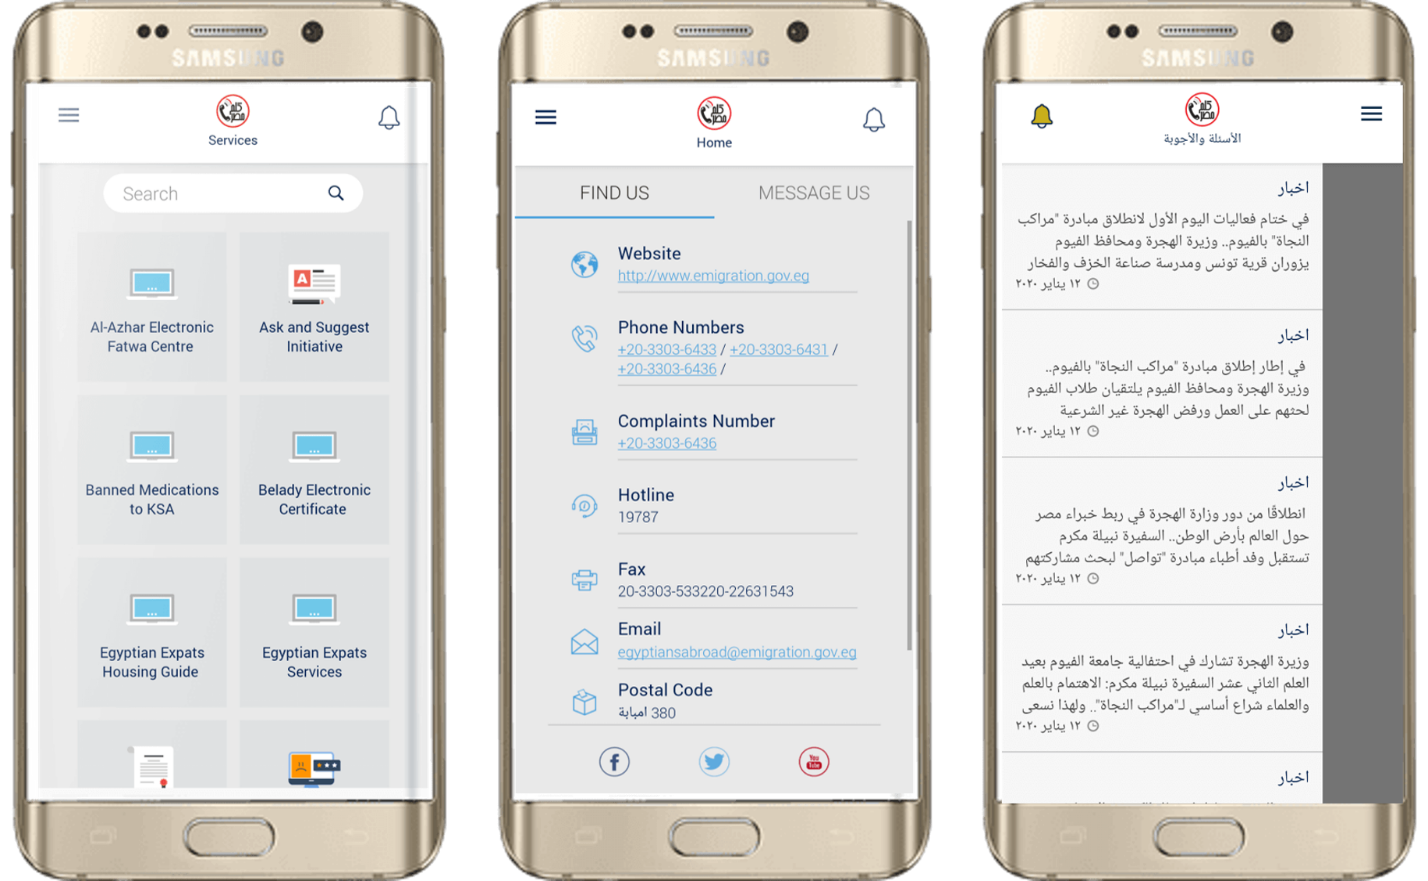 SAMSUNG
كلم مصر
Services
Search
Al-Azhar Electronic
Fatwa Centre
Ask and Suggest
Initiative
Banned Medications
to KSA
Belady Electronic
Certificate
Egyptian Expats
Housing Guide
Egyptian Expats
Services
SAMSUNG
كلم مصر
Home
FIND US
MESSAGE US
Website
http://www.emigration.gov.eg
Phone Numbers
+20-3303-6433 / +20-3303-6431 /
+20-3303-6436 /
Complaints Number
+20-3303-6436
Hotline
19787
Fax
20-3303-533220-22631543
Email
egyptiansabroad@emigration.gov.eg
Postal Code
380 امبابة
You
Tube
SAMSUNG
كلم مصر
الأسئلة والأجوبة
اخبار
في ختام فعاليات اليوم الأول لانطلاق مبادرة "مراكب
النجاة" بالفيوم.. وزيرة الهجرة ومحافظ الفيوم
يزوران قرية تونس ومدرسة صناعة الخزف والفخار
١٢ يناير ٢٠٢٠
اخبار
في إطار إطلاق مبادرة "مراكب النجاة" بالفيوم..
وزيرة الهجرة ومحافظ الفيوم يلتقيان طلاب الفيوم
لحثهم على العمل ورفض الهجرة غير الشرعية
١٢ يناير ٢٠٢٠
اخبار
انطلاقًا من دور وزارة الهجرة في ربط خبراء مصر
حول العالم بأرض الوطن.. السفيرة نبيلة مكرم
تستقبل وفد أطباء مبادرة "تواصل" لبحث مشاركتهم
١٢ يناير ٢٠٢٠
اخبار
وزيرة الهجرة تشارك في احتفالية جامعة الفيوم بعيد
العلم الثاني عشر السفيرة نبيلة مكرم: الاهتمام بالعلم
والعلماء شراع أساسي لـ"مراكب النجاة".. ولهذا نسعى
١٢ يناير ٢٠٢٠
اخبار